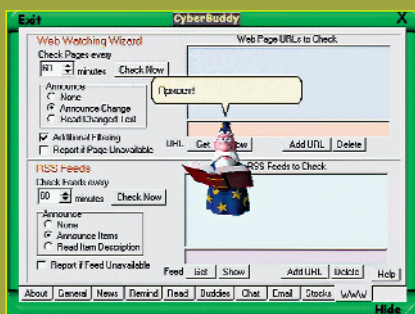 Exit CyberBuddy X
Web Watching Wizard
Check Pages every
60 minutes Check Now
Announce
None
Announce Change
Read Changed Text
Additional Filtering
Report if Page Unavailable
Web Page URLs to Check
Привет!
URL Get Show Add URL Delete
RSS Feeds
Check Feeds every
60 minutes Check Now
Announce
None
Announce Items
Read Item Description
Report if Feed Unavailable
RSS Feeds to Check
Feed Get Show Add URL Delete Help
About General News Remind Read Buddies Chat Email Stocks WWW
Hide